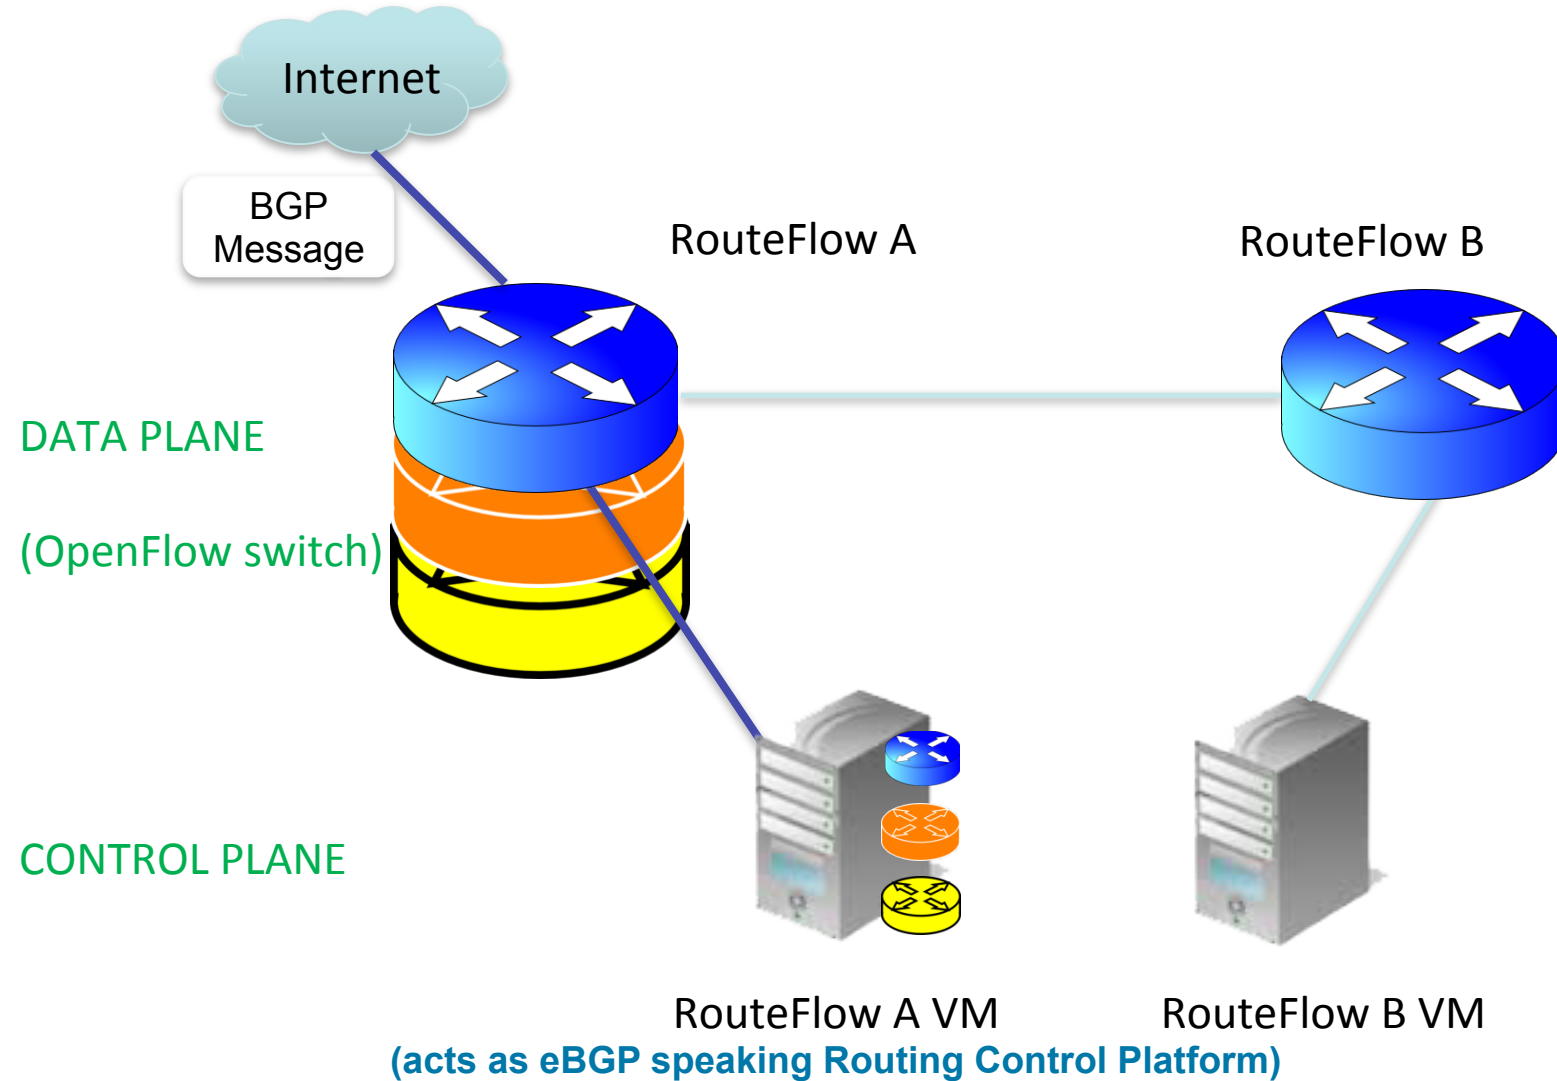 Internet
BGP
Message
RouteFlow A
RouteFlow B
DATA PLANE
(OpenFlow switch)
CONTROL PLANE
RouteFlow A VM
RouteFlow B VM
(acts as eBGP speaking Routing Control Platform)